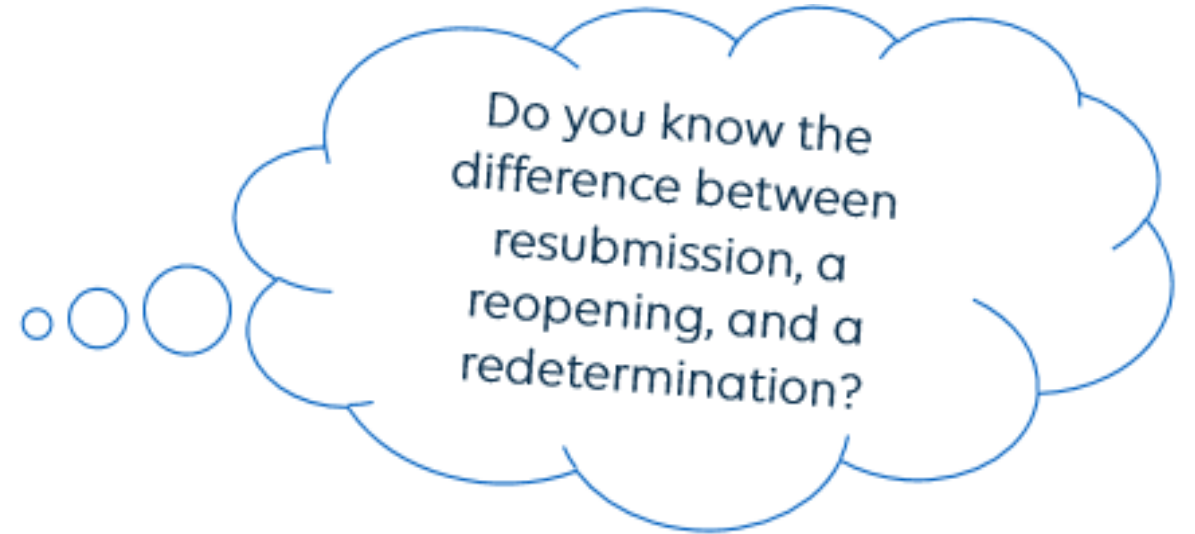 Do you know the
difference between
resubmission, a
reopening, and a
redetermination?